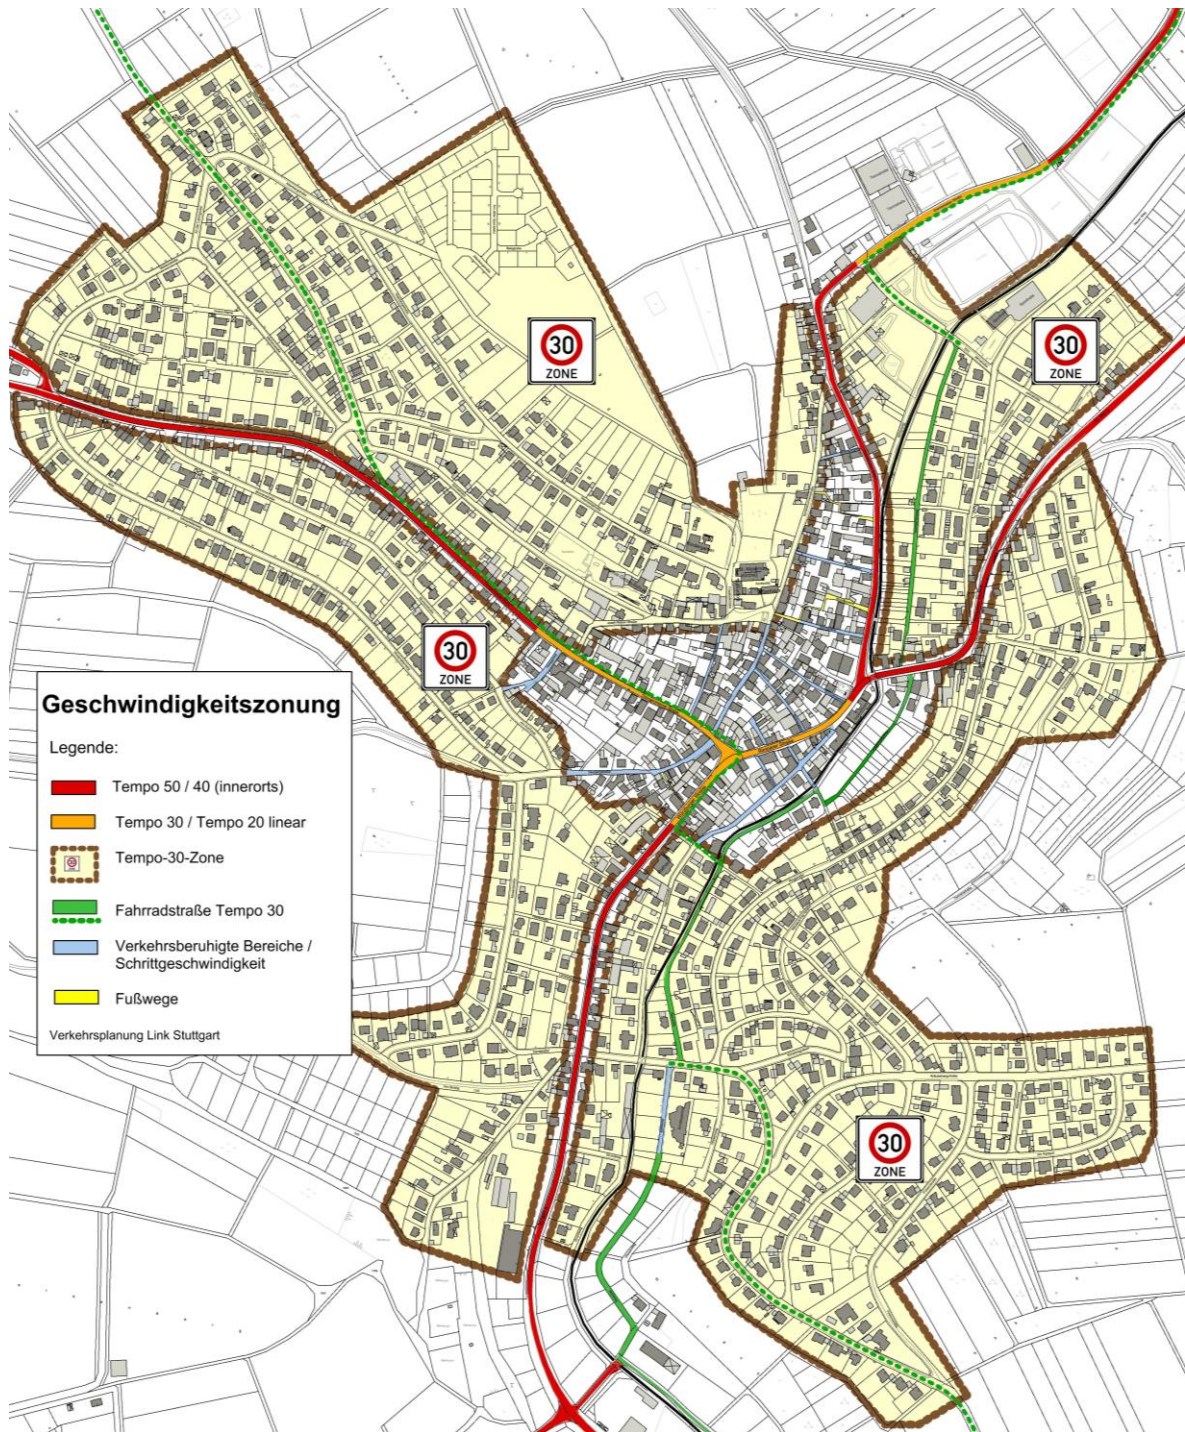 30
ZONE
30
ZONE
30
ZONE
Geschwindigkeitszonung
Legende:
Tempo 50 / 40 (innerorts)
Tempo 30 / Tempo 20 linear
Tempo-30-Zone
Fahrradstraße Tempo 30
Verkehrsberuhigte Bereiche /
Schrittgeschwindigkeit
Fußwege
Verkehrsplanung Link Stuttgart
30
ZONE